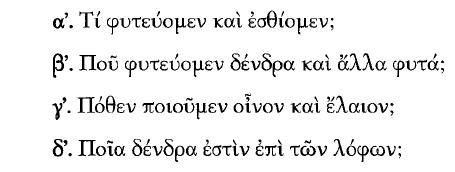 α’. Τί φυτεύομεν καὶ ἐσθίομεν;
β’. Ποῦ φυτεύομεν δένδρα καὶ ἄλλα φυτά;
γ’. Πόθεν ποιοῦμεν οἶνον καὶ ἔλαιον;
δ’. Ποῖα δένδρα ἐστὶν ἐπὶ τῶν λόφων;